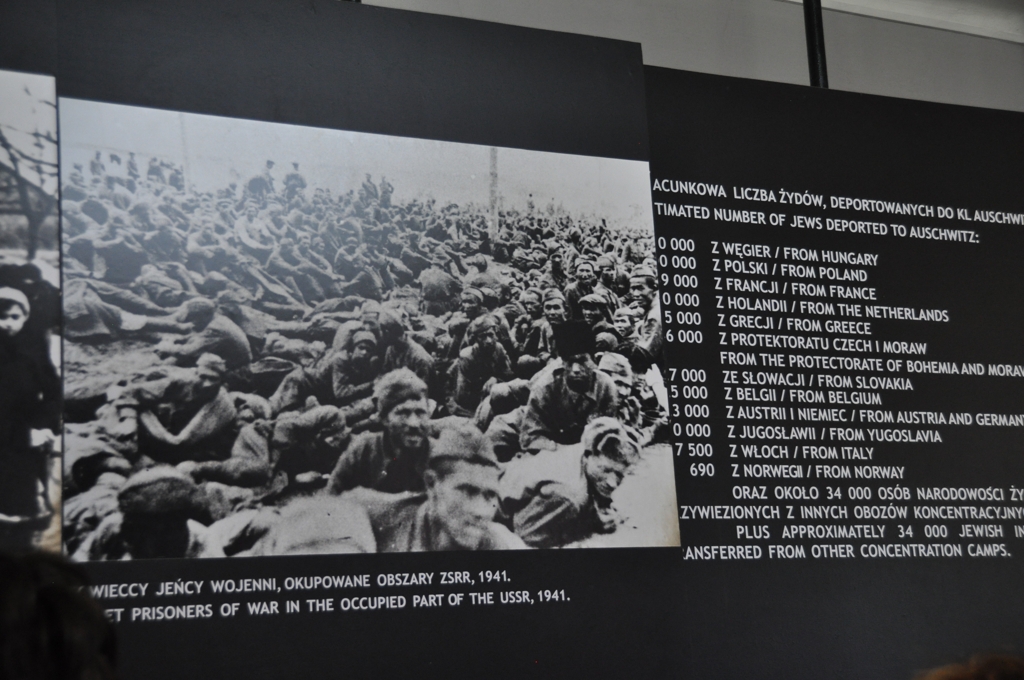 WIECCY JEŃCY WOJENNI, OKUPOWANE OBSZARY ZSRR, 1941.
ET PRISONERS OF WAR IN THE OCCUPIED PART OF THE USSR, 1941.
ACUNKOWA LICZBA ŻYDÓW, DEPORTOWANYCH DO KL AUSCHWI
TIMATED NUMBER OF JEWS DEPORTED TO AUSCHWITZ:
0 000 Z WĘGIER / FROM HUNGARY
0 000 Z POLSKI / FROM POLAND
9 000 Z FRANCJI / FROM FRANCE
0 000 Z HOLANDII / FROM THE NETHERLANDS
5 000 Z GRECJI / FROM GREECE
6 000 Z PROTEKTORATU CZECH I MORAW
FROM THE PROTECTORATE OF BOHEMIA AND MORAV
7 000 ZE SŁOWACJI / FROM SLOVAKIA
5 000 Z BELGII / FROM BELGIUM
3 000 Z AUSTRII I NIEMIEC / FROM AUSTRIA AND GERMAN
0 000 Z JUGOSŁAWII / FROM YUGOSLAVIA
7 500 Z WŁOCH / FROM ITALY
690 Z NORWEGII / FROM NORWAY
ORAZ OKOŁO 34 000 OSÓB NARODOWOŚCI ŻY
ZYWIEZIONYCH Z INNYCH OBOZÓW KONCENTRACYJNY
PLUS APPROXIMATELY 34 000 JEWISH IN
ANSFERRED FROM OTHER CONCENTRATION CAMPS.